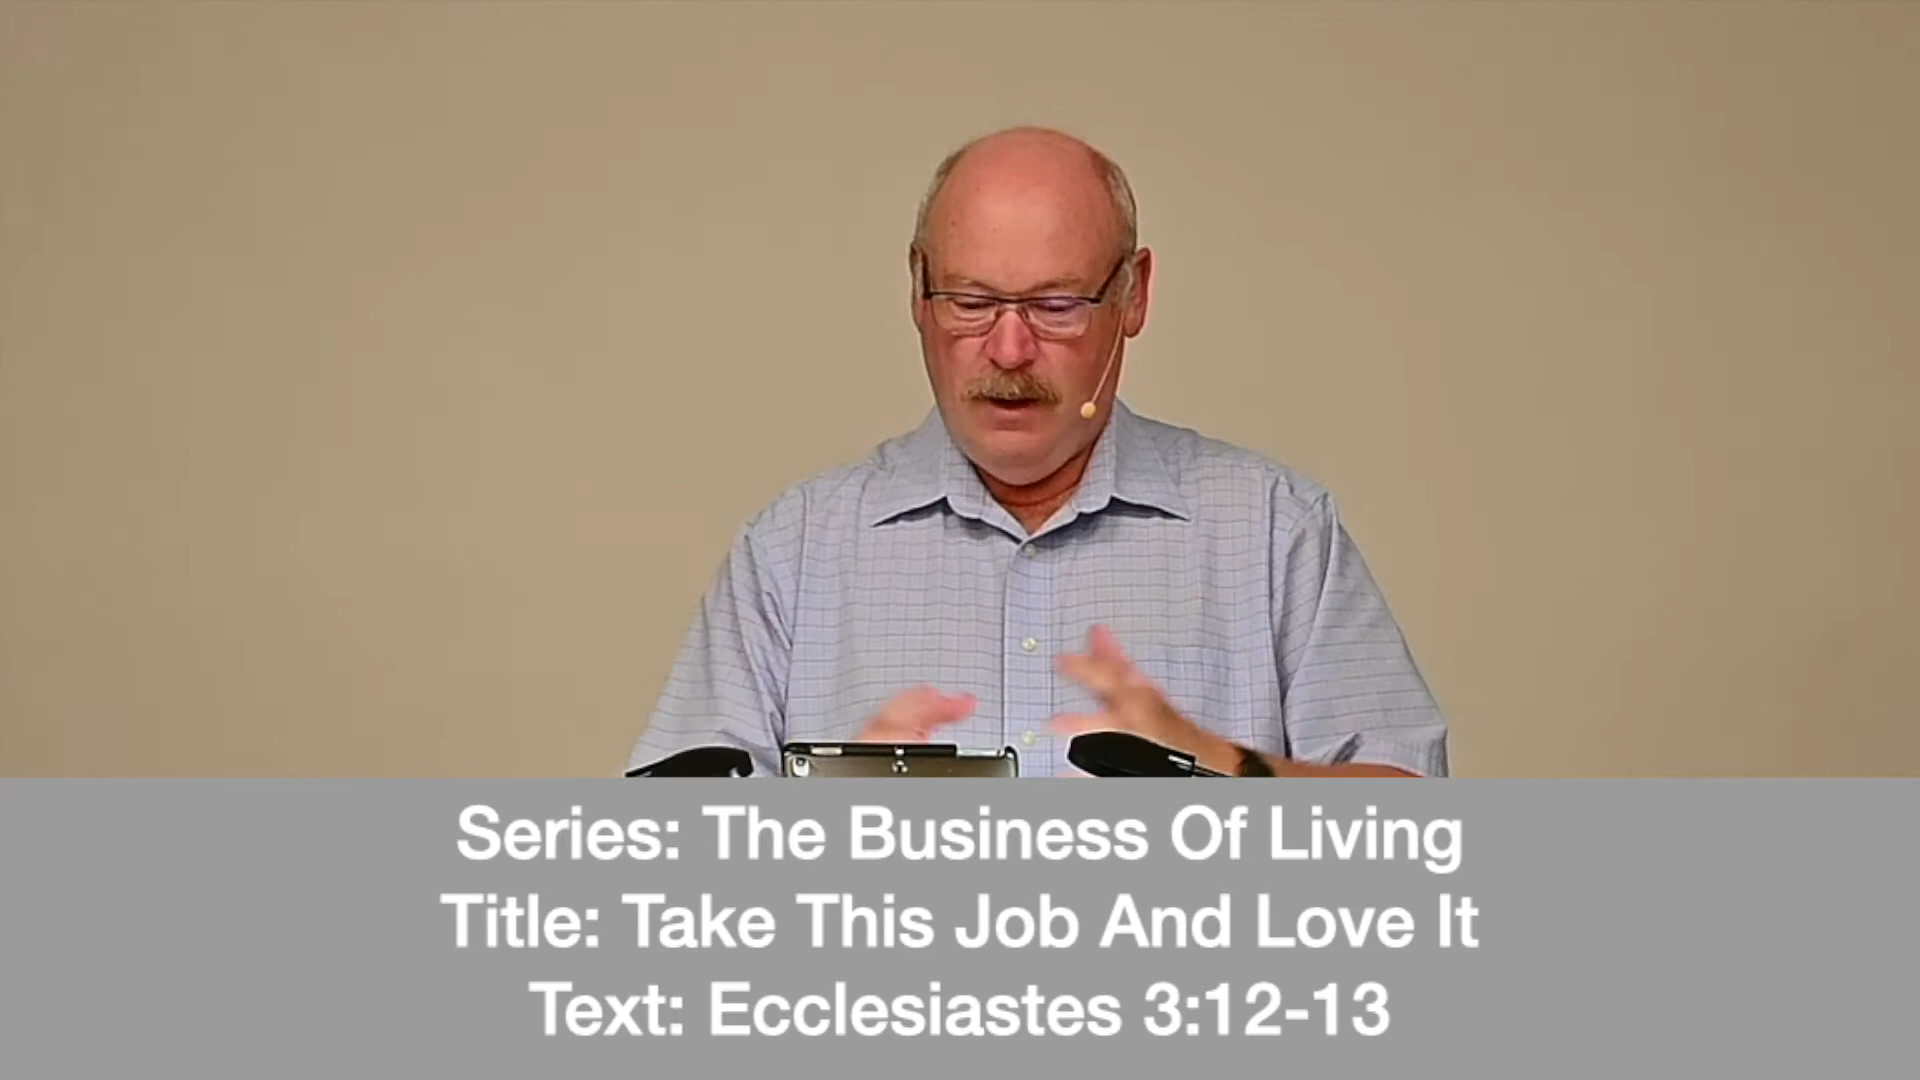 Series: The Business Of Living
Title: Take This Job And Love It
Text: Ecclesiastes 3:12-13